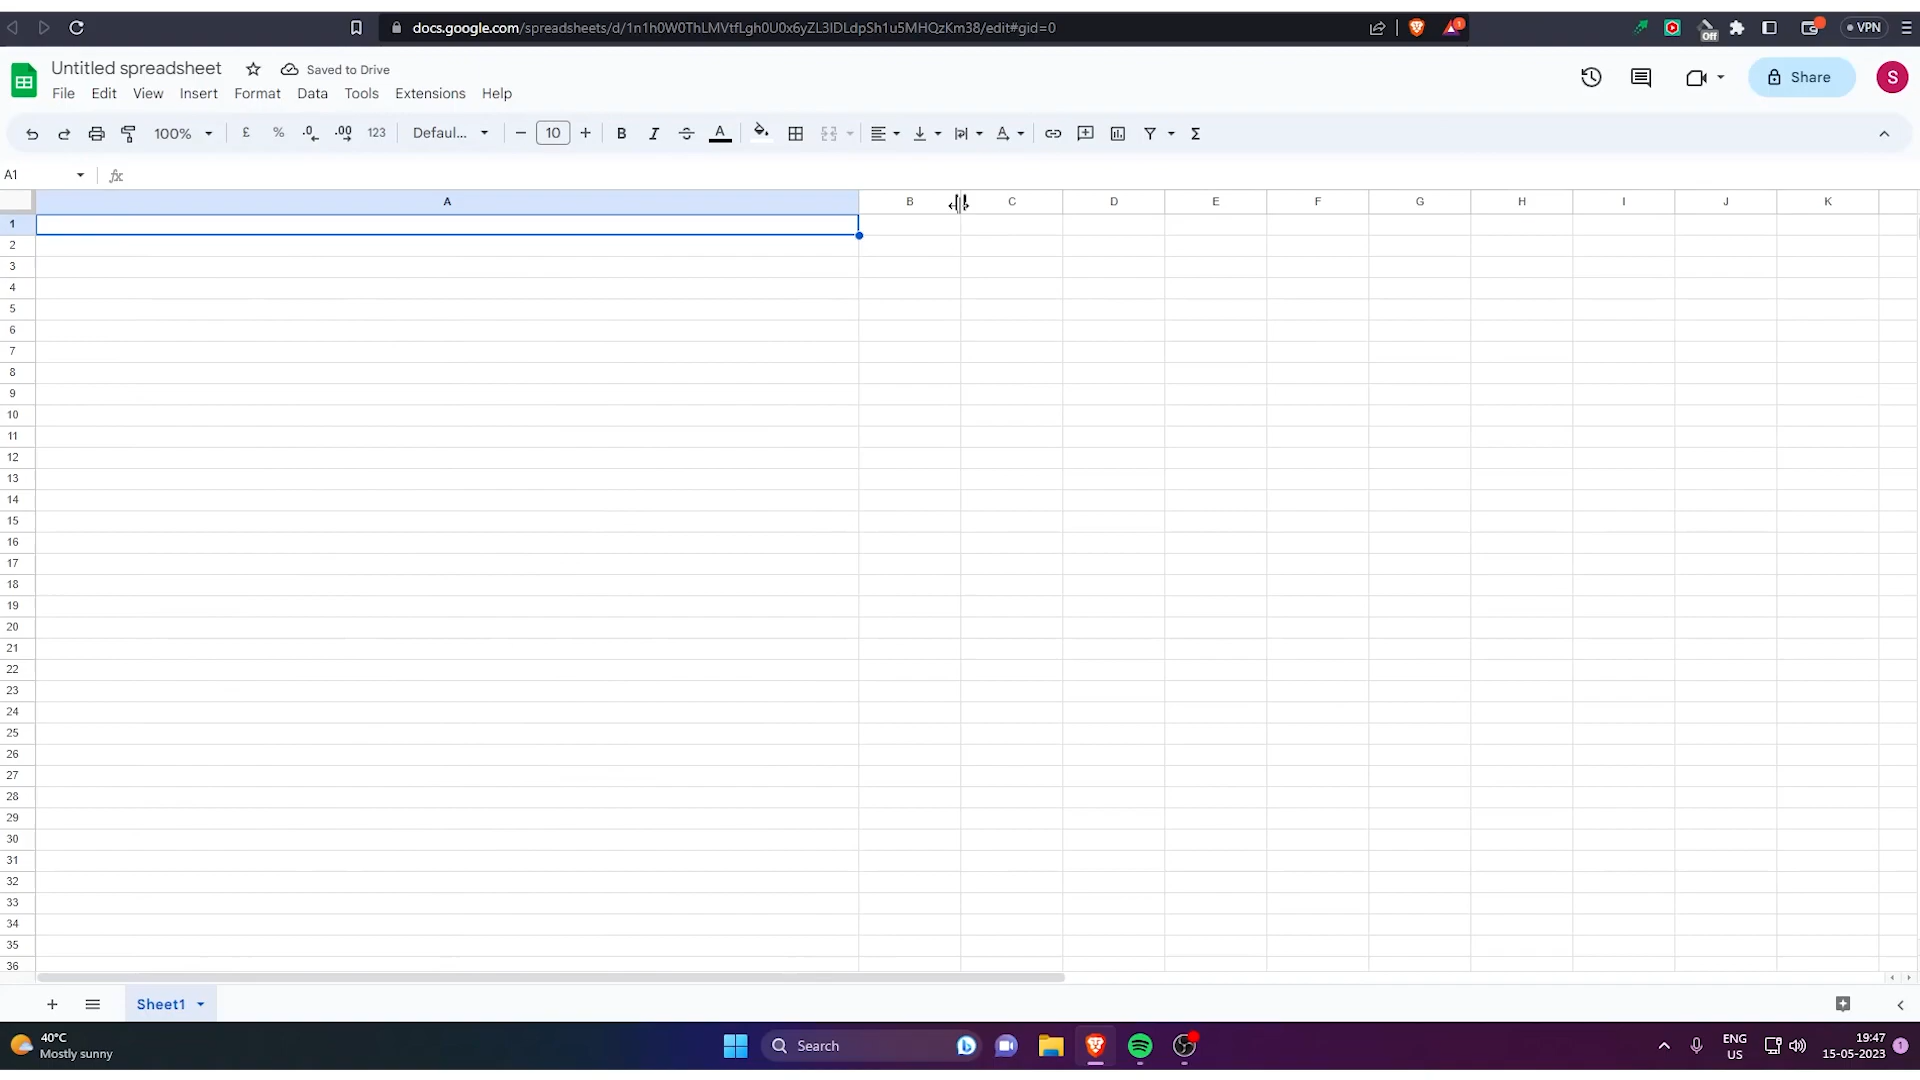 docs.google.com/spreadsheets/d/1n1h0W0ThLMVtfLgh0U0x6yZL3lDLdpSh1u5MHQzKm38/edit#gid=0
1
Off
VPN
Untitled spreadsheet
Saved to Drive
File Edit View Insert Format Data Tools Extensions Help
Share
S
100% £ % .0 .00 123 Defaul... 10 B I A Σ
A1 fx
A B C D E F G H I J K
1
2
3
4
5
6
7
8
9
10
11
12
13
14
15
16
17
18
19
20
21
22
23
24
25
26
27
28
29
30
31
32
33
34
35
36
Sheet1
40°C
Mostly sunny
Search
ENG
US
19:47
15-05-2023
1